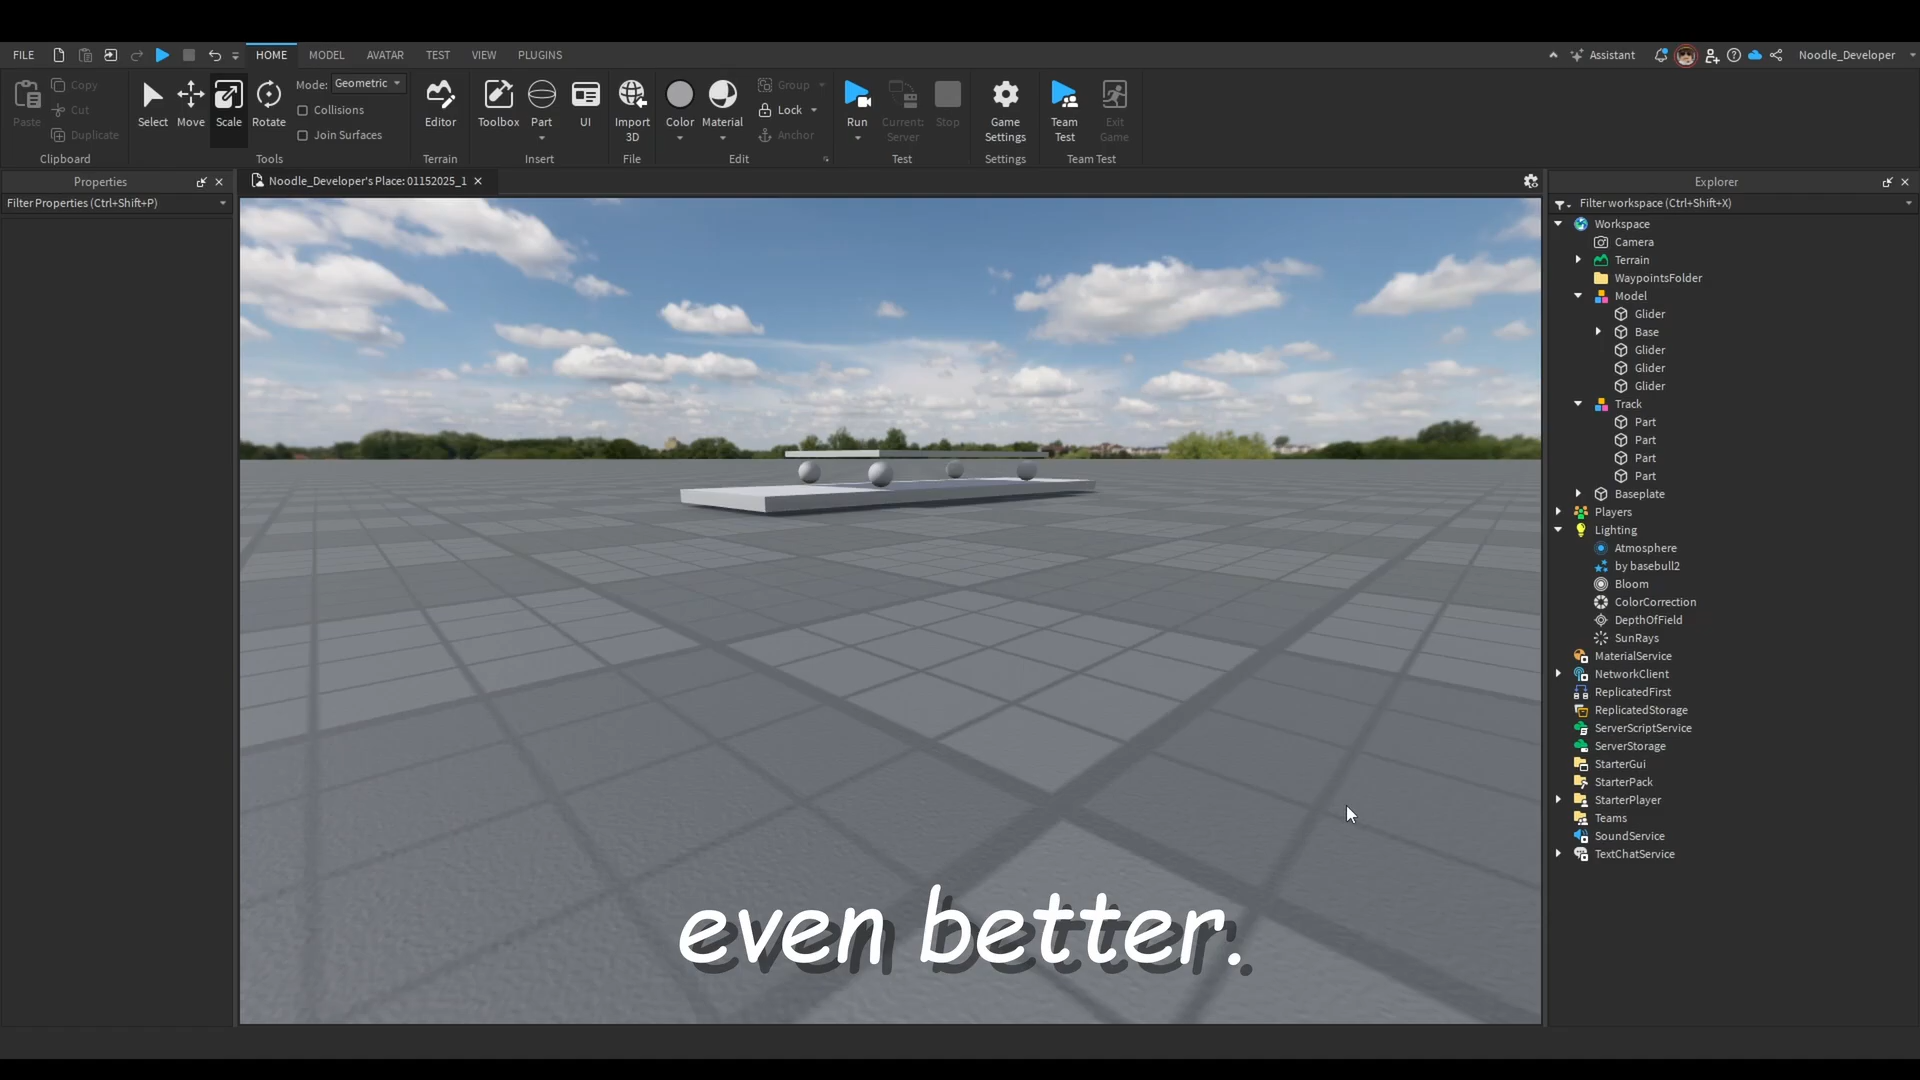 FILE
HOME
MODEL
AVATAR
TEST
VIEW
PLUGINS
Assistant
Noodle_Developer
Paste
Copy
Cut
Duplicate
Clipboard
Select
Move
Scale
Rotate
Mode: Geometric
Collisions
Join Surfaces
Tools
Editor
Terrain
Toolbox
Part
UI
Insert
Import
3D
File
Color
Material
Group
Lock
Anchor
Edit
Run
Current:
Server
Stop
Test
Game
Settings
Settings
Team
Test
Exit
Game
Team Test
Properties
Filter Properties (Ctrl+Shift+P)
Noodle_Developer's Place: 01152025_1
Explorer
Filter workspace (Ctrl+Shift+X)
Workspace
Camera
Terrain
WaypointsFolder
Model
Glider
Base
Glider
Glider
Glider
Track
Part
Part
Part
Part
Baseplate
Players
Lighting
Atmosphere
by basebull2
Bloom
ColorCorrection
DepthOfField
SunRays
MaterialService
NetworkClient
ReplicatedFirst
ReplicatedStorage
ServerScriptService
ServerStorage
StarterGui
StarterPack
StarterPlayer
Teams
SoundService
TextChatService
even better.